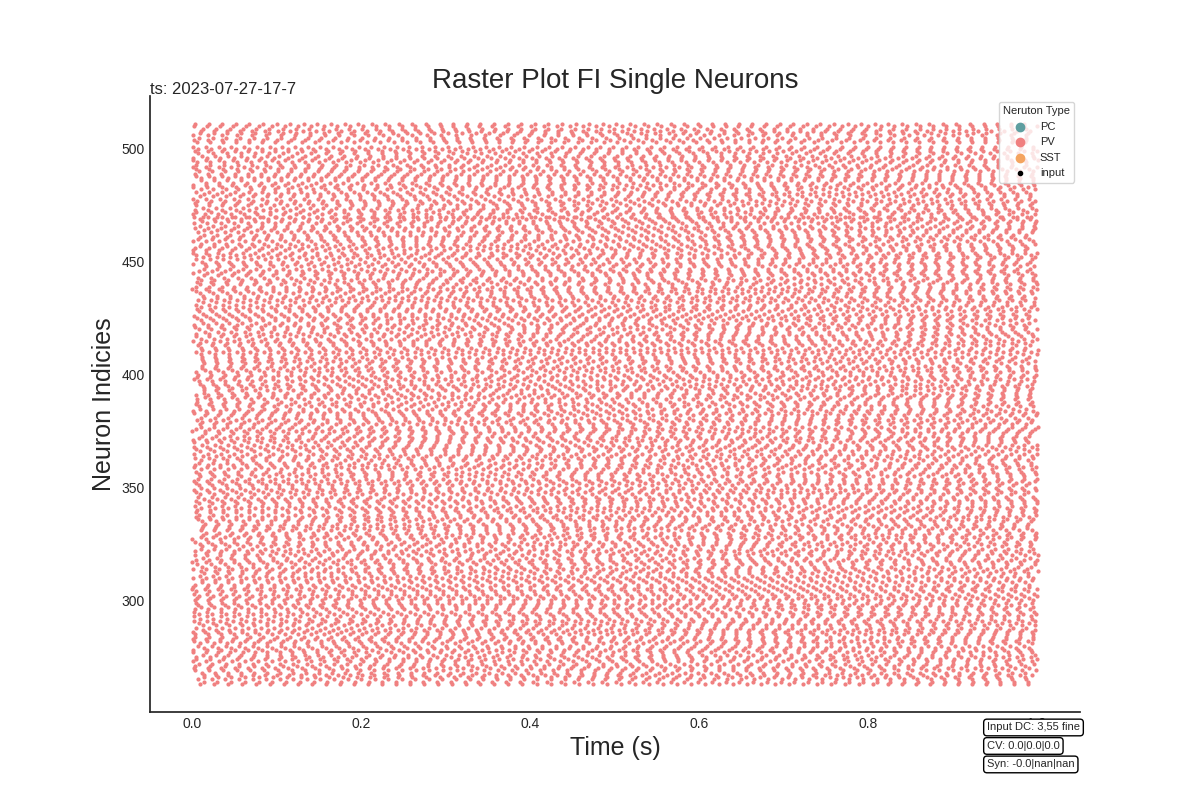 Raster Plot FI Single Neurons
ts: 2023-07-27-17-7
Neruton Type
PC
PV
SST
input
500
450
400
350
300
Neuron Indicies
0.0 0.2 0.4 0.6 0.8
Time (s)
Input DC: 3,55 fine
CV: 0.0|0.0|0.0
Syn: -0.0|nan|nan